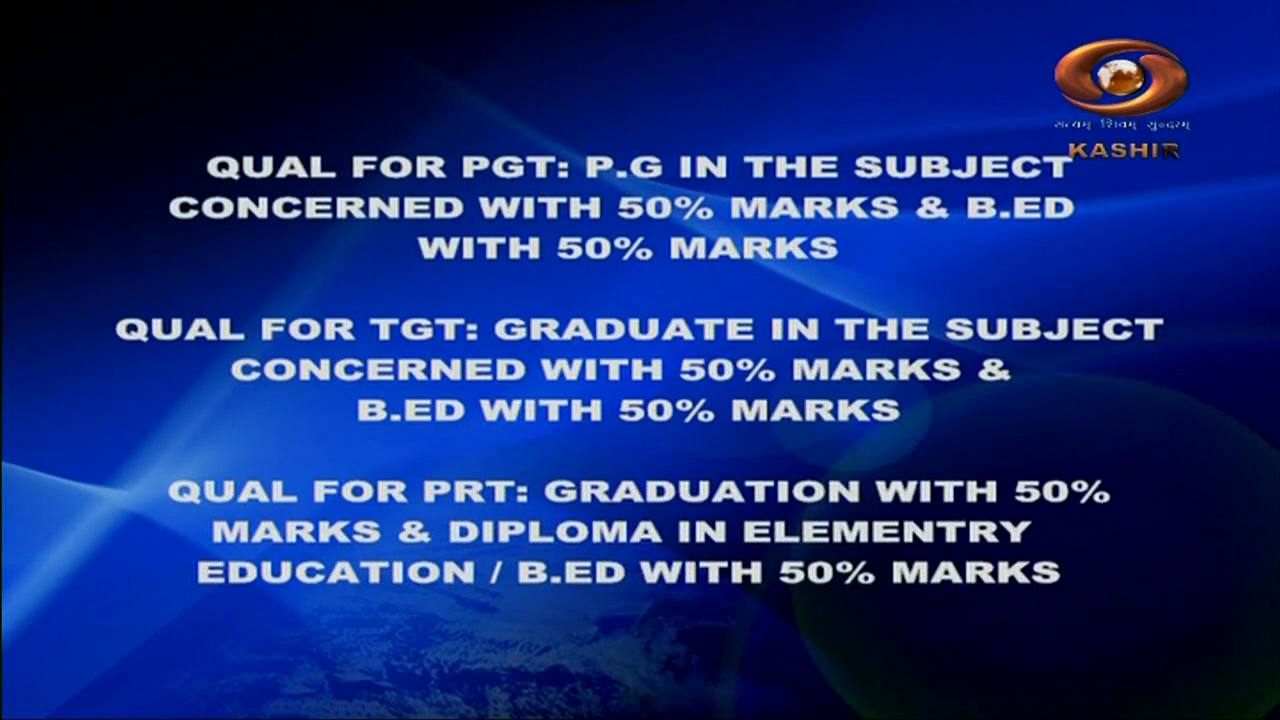 सत्यम् शिवम् सुन्दरम्
KASHIR
QUAL FOR PGT: P.G IN THE SUBJECT
CONCERNED WITH 50% MARKS & B.ED
WITH 50% MARKS
QUAL FOR TGT: GRADUATE IN THE SUBJECT
CONCERNED WITH 50% MARKS &
B.ED WITH 50% MARKS
QUAL FOR PRT: GRADUATION WITH 50%
MARKS & DIPLOMA IN ELEMENTRY
EDUCATION / B.ED WITH 50% MARKS